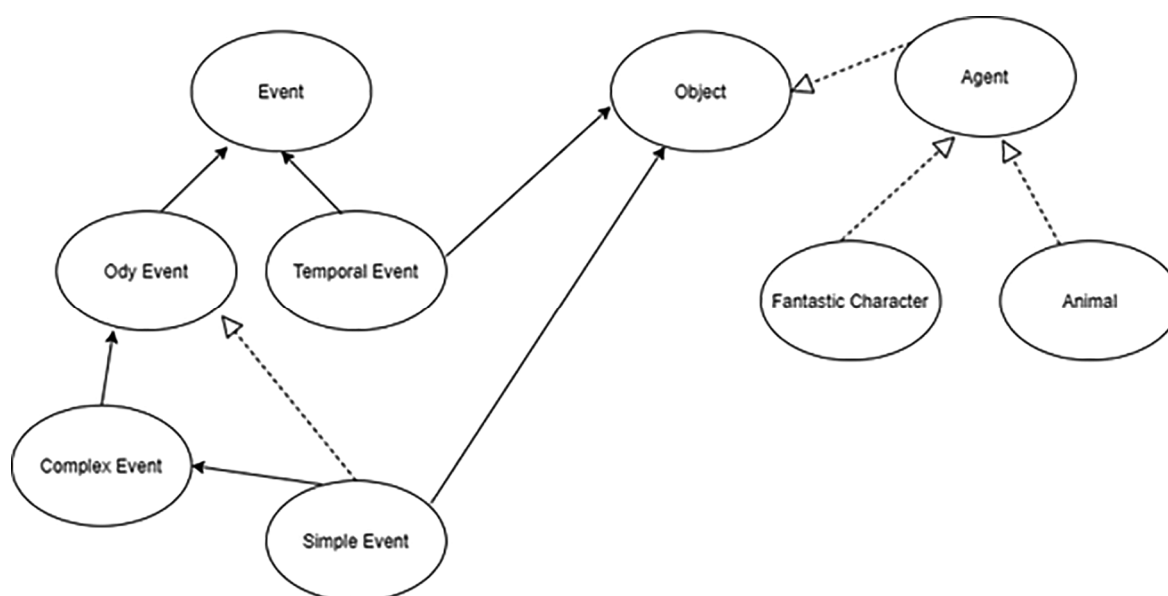 Event
Object
Agent
Ody Event
Temporal Event
Fantastic Character
Animal
Complex Event
Simple Event